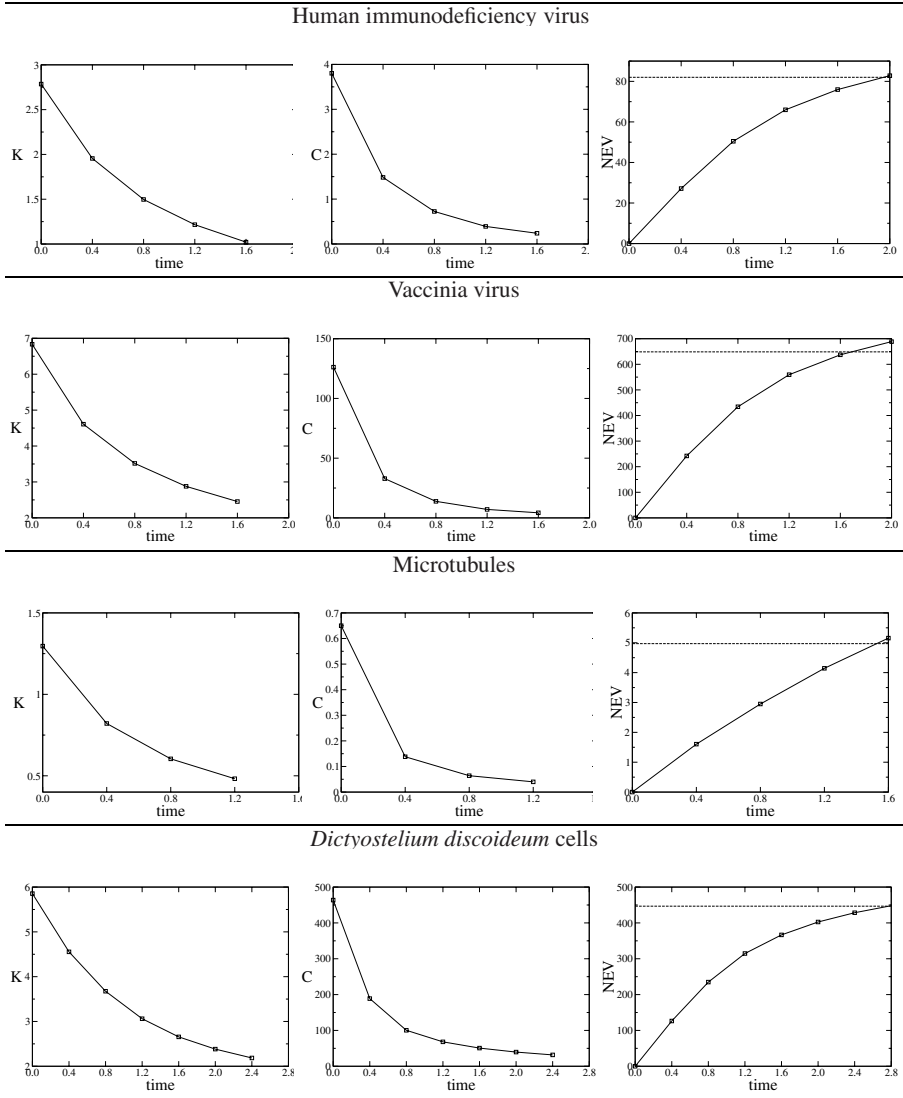 Human immunodeficiency virus
3
2.5
2
1.5
1
K
0.0 0.4 0.8 1.2 1.6
time
4
3
2
1
0
C
0.0 0.4 0.8 1.2 1.6
time
80
60
40
20
0
NEV
0.0 0.4 0.8 1.2 1.6 2.0
time
Vaccinia virus
7
6
5
4
3
2
K
0.0 0.4 0.8 1.2 1.6 2.0
time
150
100
50
0
C
0.0 0.4 0.8 1.2 1.6 2.0
time
700
600
500
400
300
200
100
0
NEV
0.0 0.4 0.8 1.2 1.6 2.0
time
Microtubules
1.5
1
0.5
K
0.0 0.4 0.8 1.2
time
0.7
0.6
0.5
0.4
0.3
0.2
0.1
0
C
0.0 0.4 0.8 1.2
time
6
5
4
3
2
1
0
NEV
0.0 0.4 0.8 1.2 1.6
time
Dictyostelium discoideum cells
6
5
4
3
2
K
0.0 0.4 0.8 1.2 1.6 2.0 2.4 2.8
time
500
400
300
200
100
0
C
0.0 0.4 0.8 1.2 1.6 2.0 2.4 2.8
time
500
400
300
200
100
0
NEV
0.0 0.4 0.8 1.2 1.6 2.0 2.4 2.8
time